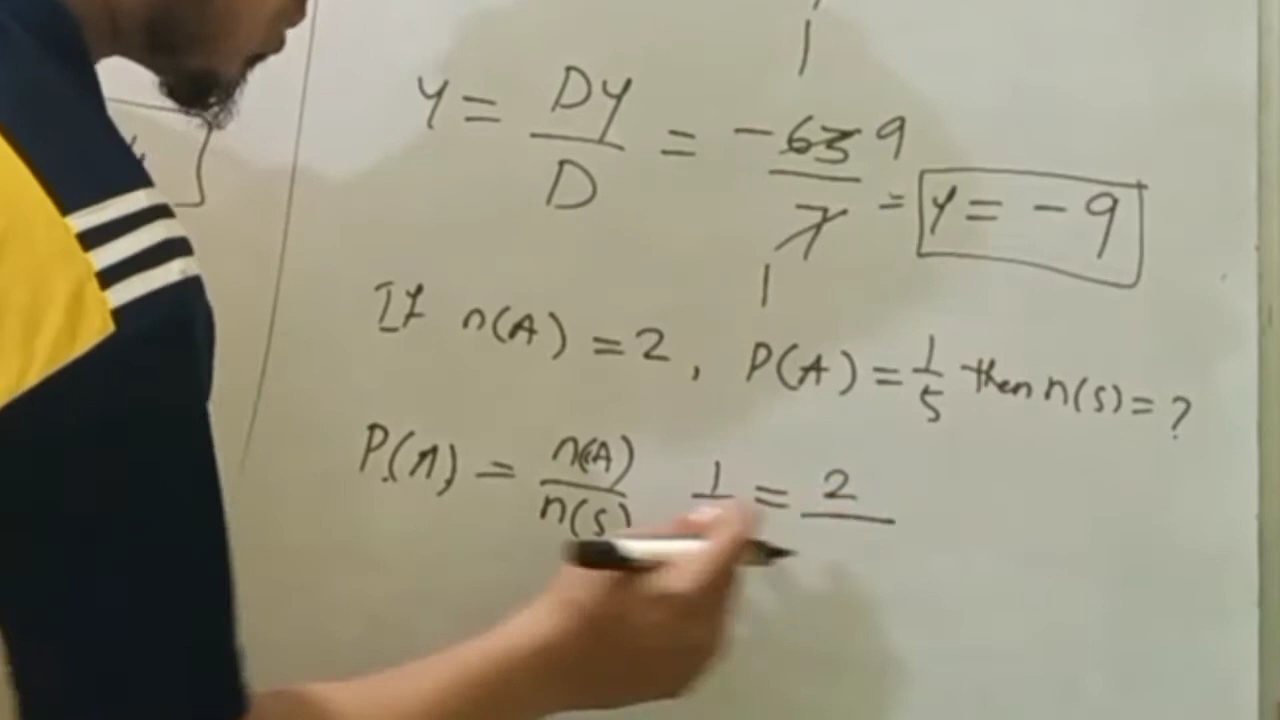 Y = DY/D = -63 9/7 1 = Y = -9
If n(A) = 2, P(A) = 1/5 then n(S) = ?
P(A) = n(A)/n(S) 1 = 2